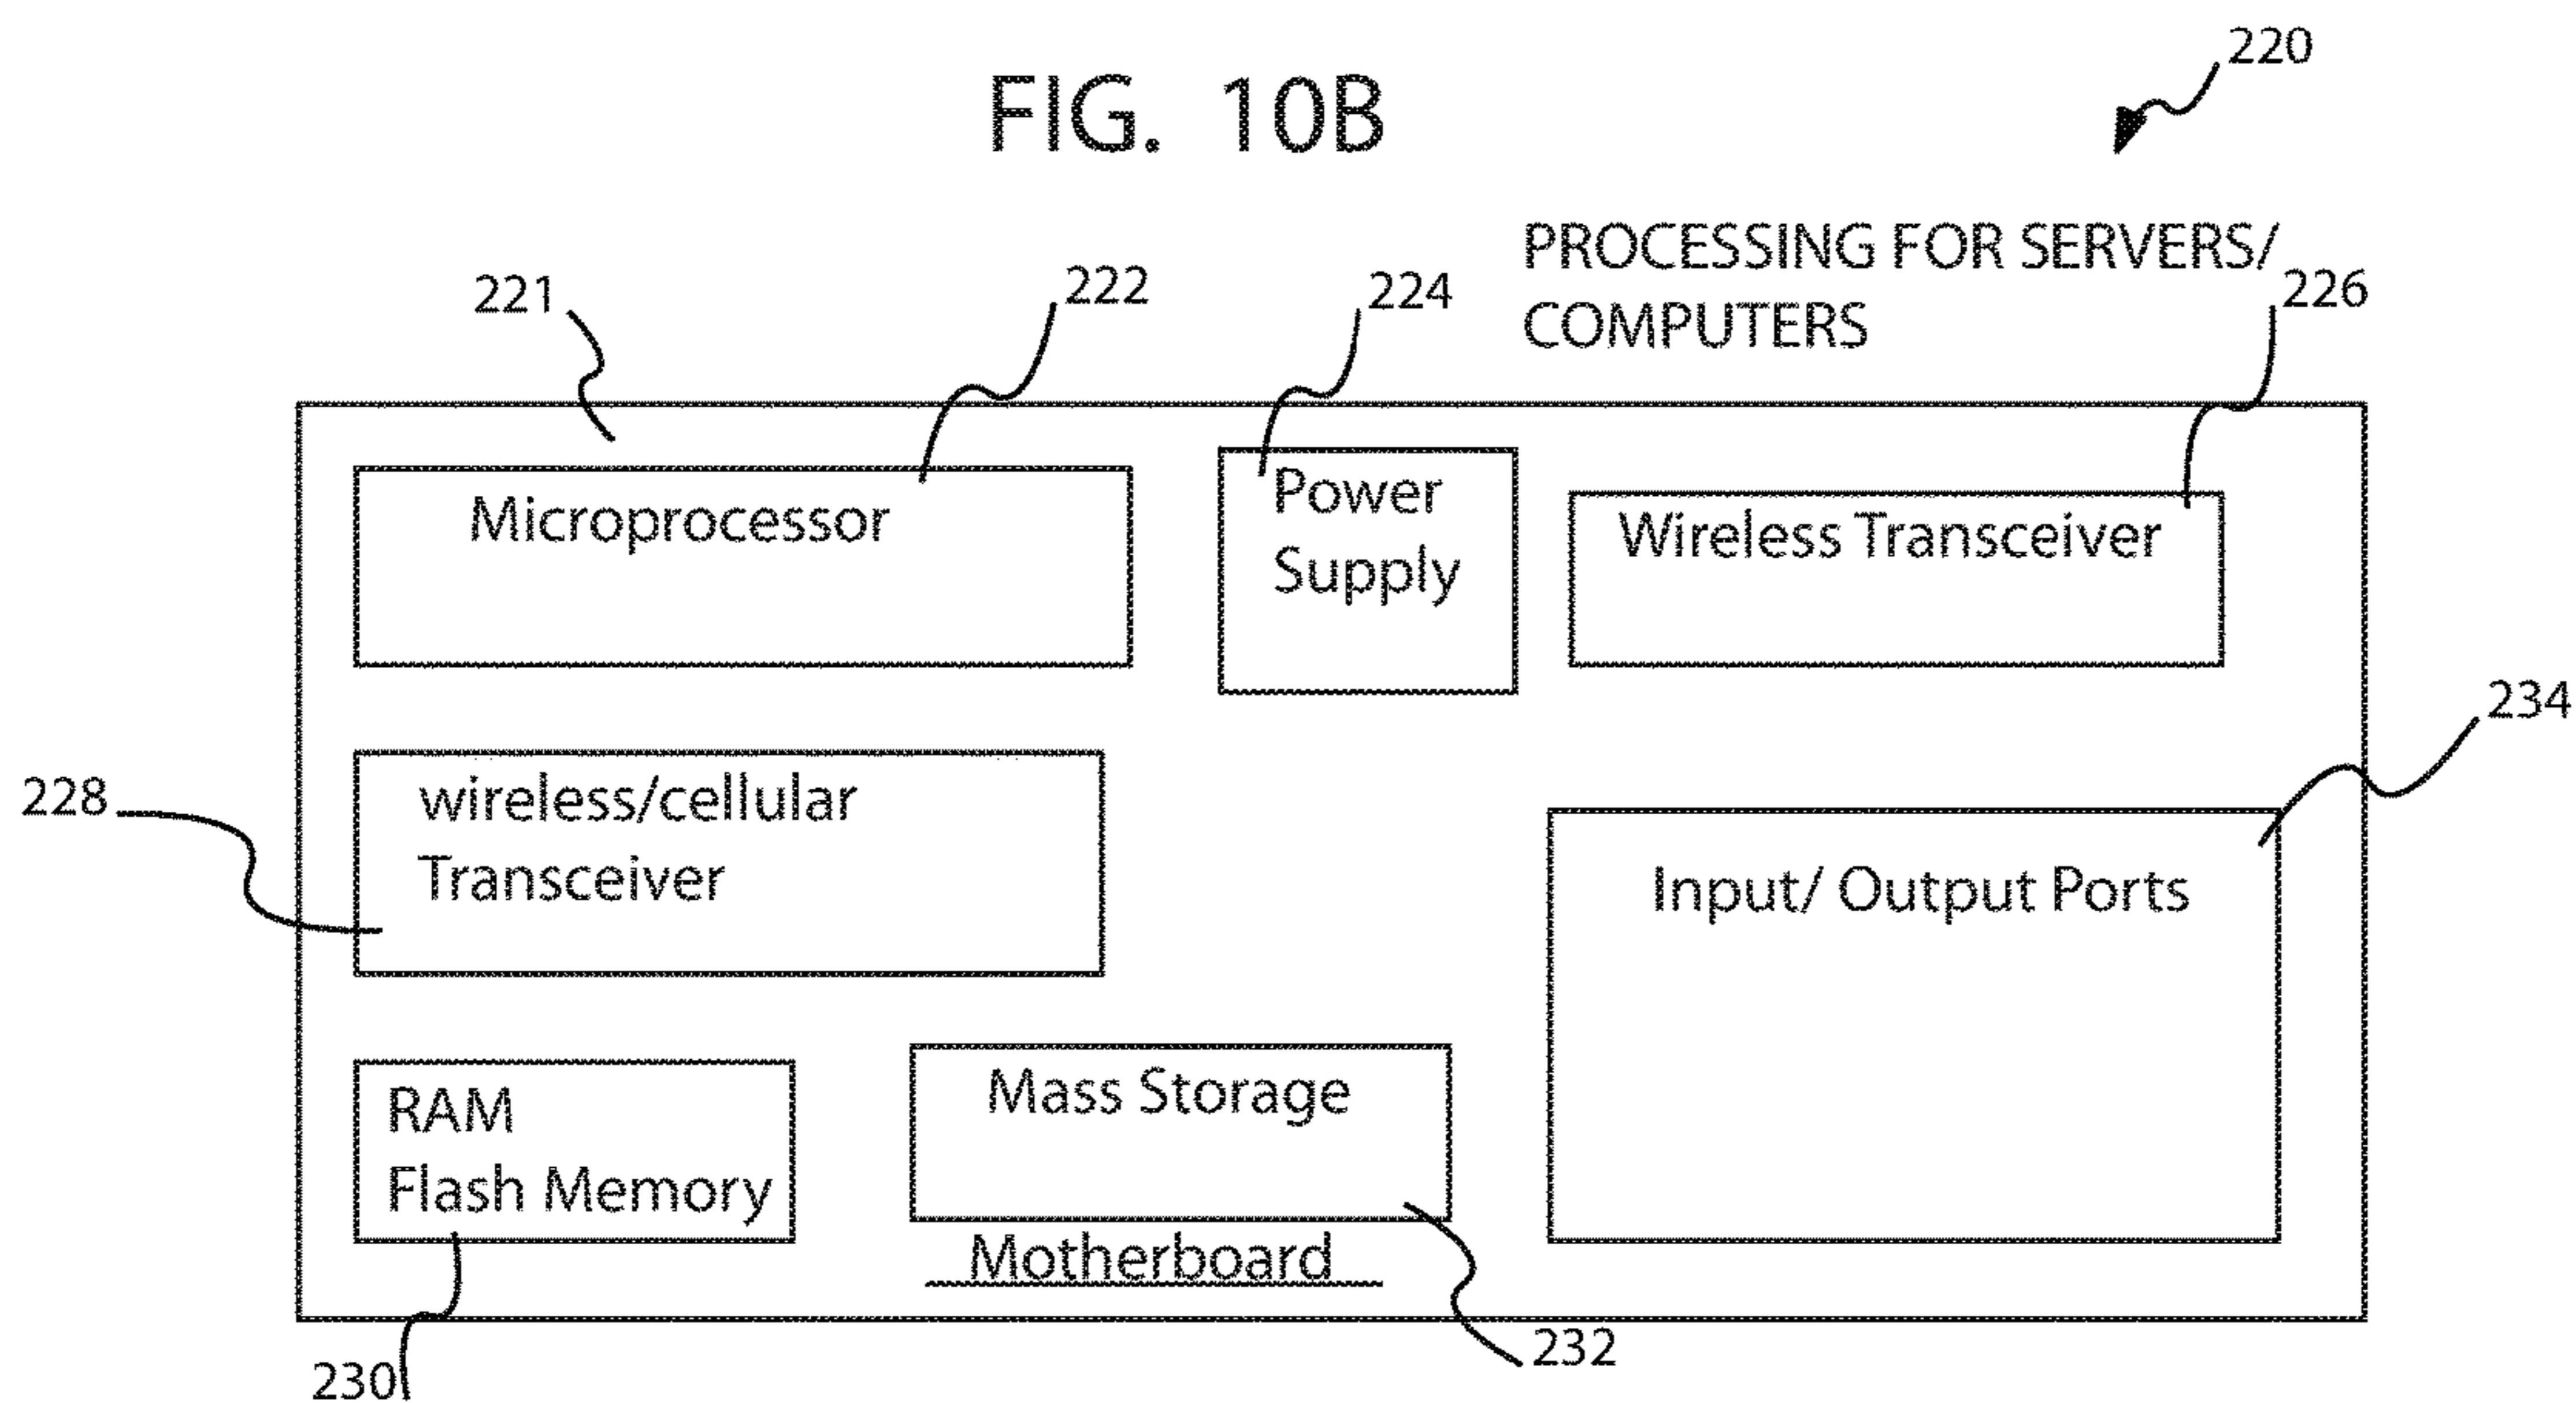 220
FIG. 10B
PROCESSING FOR SERVERS/
COMPUTERS
221
222
224
226
Microprocessor
Power
Supply
Wireless Transceiver
234
228
wireless/cellular
Transceiver
Input/ Output Ports
RAM
Flash Memory
Mass Storage
Motherboard
230
232